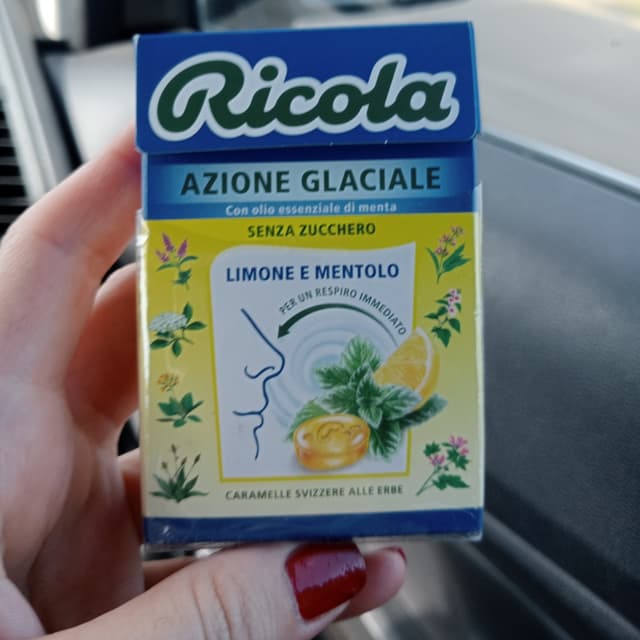 Ricola
AZIONE GLACIALE
Con olio essenziale di menta
SENZA ZUCCHERO
LIMONE E MENTOLO
PER UN RESPIRO IMMEDIATO
CARAMELLE SVIZZERE ALLE ERBE